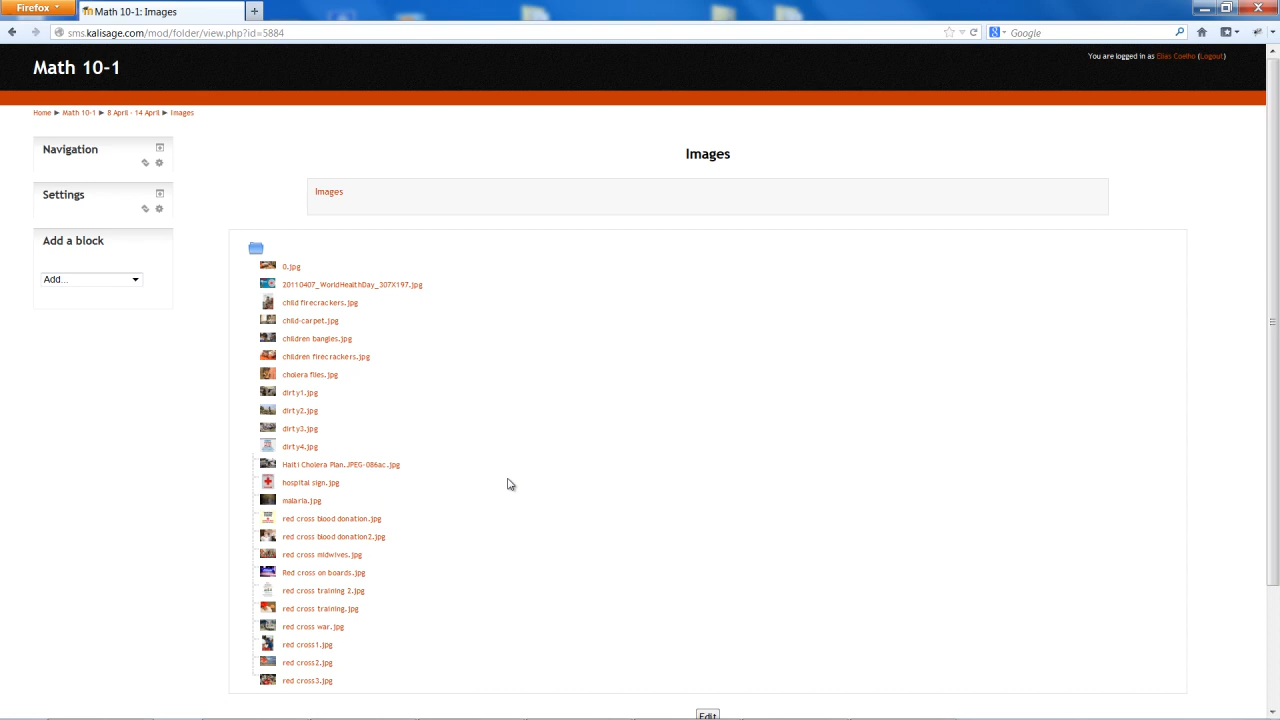 Firefox
Math 10-1: Images
sms.kalisage.com/mod/folder/view.php?id=5884
Google
Math 10-1
You are logged in as Elias Coelho (Logout)
Home ► Math 10-1 ► 8 April - 14 April ► Images
Navigation
Settings
Add a block
Add...
Images
Images
0.jpg
20110407_WorldHealthDay_307X197.jpg
child firecrackers.jpg
child-carpet.jpg
children bangles.jpg
children firecrackers.jpg
cholera files.jpg
dirty1.jpg
dirty2.jpg
dirty3.jpg
dirty4.jpg
Haiti Cholera Plan.JPEG-086ac.jpg
hospital sign.jpg
malaria.jpg
red cross blood donation.jpg
red cross blood donation2.jpg
red cross midwives.jpg
Red cross on boards.jpg
red cross training 2.jpg
red cross training.jpg
red cross war.jpg
red cross1.jpg
red cross2.jpg
red cross3.jpg
Edit